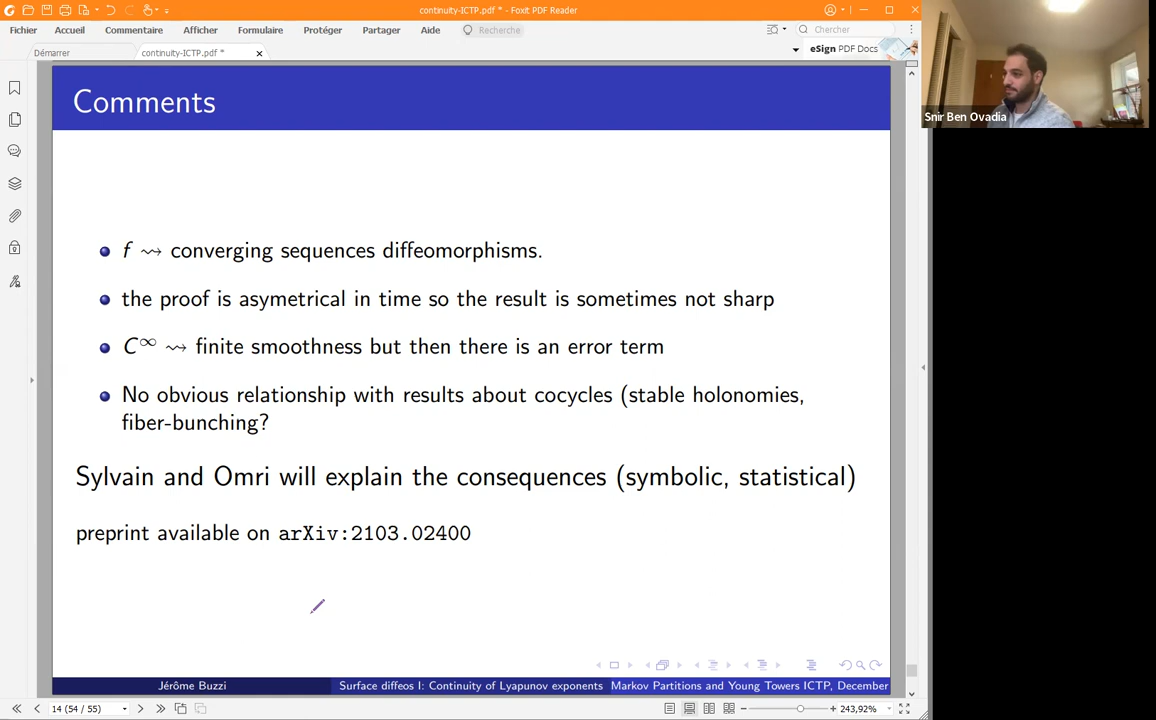 continuity-ICTP.pdf * - Foxit PDF Reader
Fichier Accueil Commentaire Afficher Formulaire Protéger Partager Aide Recherche Chercher
Démarrer continuity-ICTP.pdf * eSign PDF Docs
Snir Ben Ovadia
Comments
f ⇝ converging sequences diffeomorphisms.
the proof is asymetrical in time so the result is sometimes not sharp
C∞ ⇝ finite smoothness but then there is an error term
No obvious relationship with results about cocycles (stable holonomies,
fiber-bunching?
Sylvain and Omri will explain the consequences (symbolic, statistical)
preprint available on arXiv:2103.02400
Jérôme Buzzi Surface diffeos I: Continuity of Lyapunov exponents Markov Partitions and Young Towers ICTP, December
14 (54 / 55) 243,92%